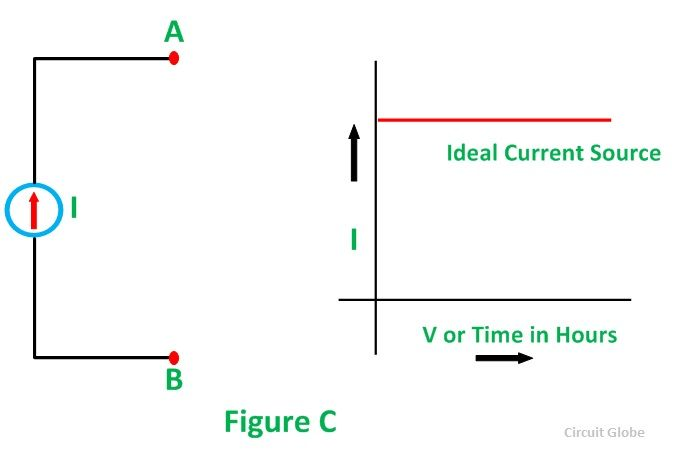 A
I
B
I
Ideal Current Source
V or Time in Hours
Figure C
Circuit Globe